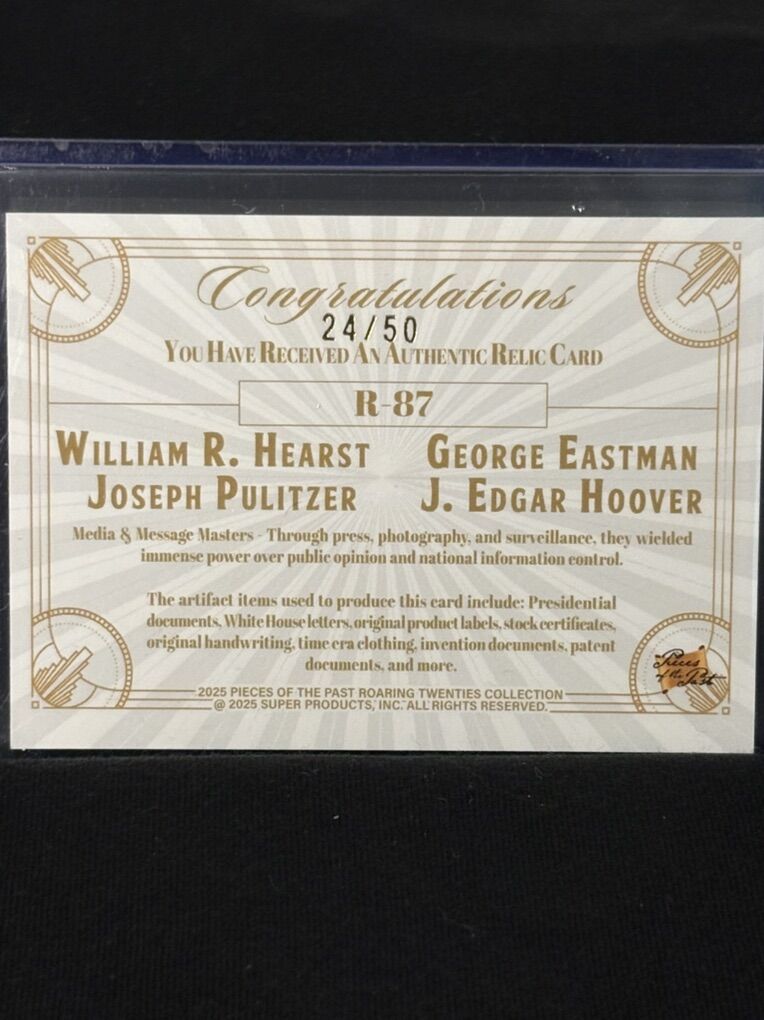 Congratulations
24/50
YOU HAVE RECEIVED AN AUTHENTIC RELIC CARD
R-87
WILLIAM R. HEARST GEORGE EASTMAN
JOSEPH PULITZER J. EDGAR HOOVER
Media & Message Masters - Through press, photography, and surveillance, they wielded
immense power over public opinion and national information control.
The artifact items used to produce this card include: Presidential
documents, White House letters, original product labels, stock certificates,
original handwriting, time era clothing, invention documents, patent
documents, and more.
Pieces
of the Past
2025 PIECES OF THE PAST ROARING TWENTIES COLLECTION
@ 2025 SUPER PRODUCTS, INC. ALL RIGHTS RESERVED.